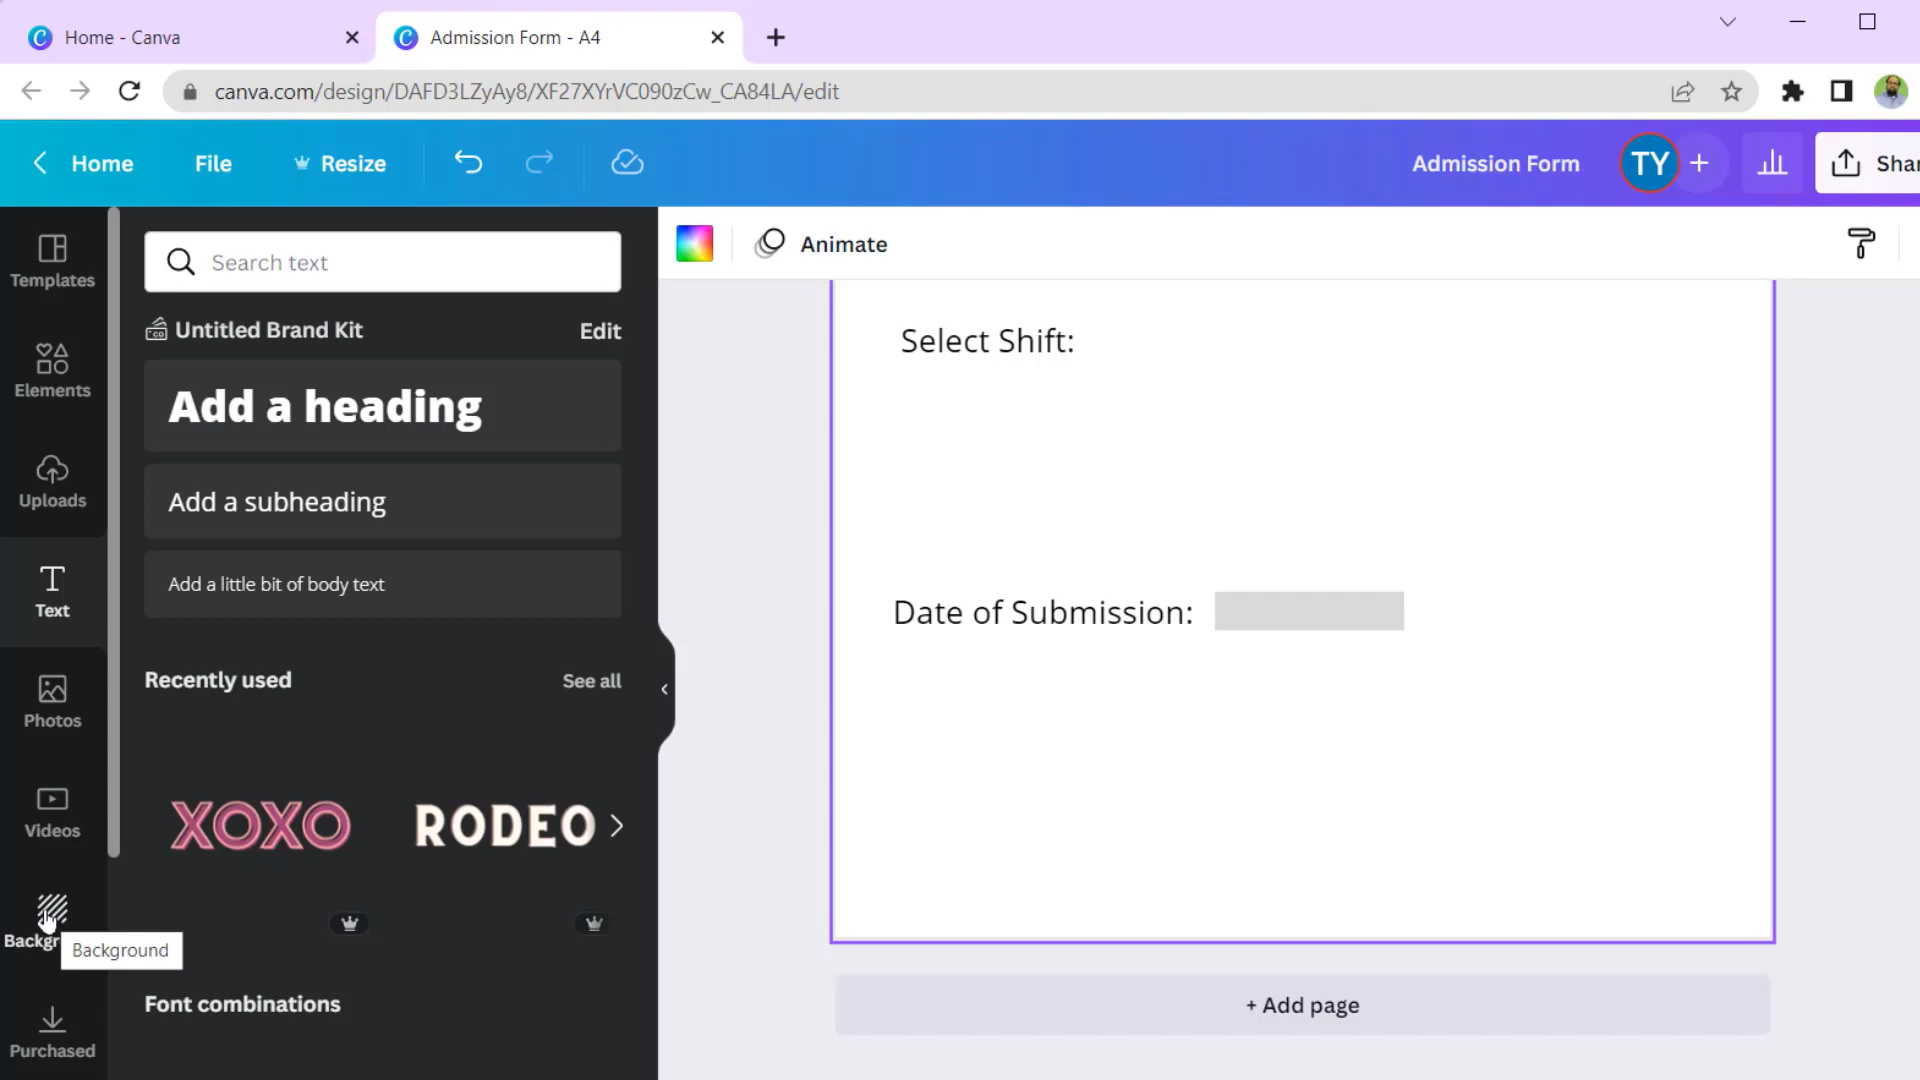 Home - Canva
Admission Form - A4
canva.com/design/DAFD3LZyAy8/XF27XYrVC090zCw_CA84LA/edit
Home
File
Resize
Admission Form
TY
Shar
Templates
Elements
Uploads
Text
Photos
Videos
Backgr
Background
Purchased
Search text
Untitled Brand Kit
Edit
Add a heading
Add a subheading
Add a little bit of body text
Recently used
See all
XOXO
RODEO
Font combinations
Animate
Select Shift:
Date of Submission:
+ Add page